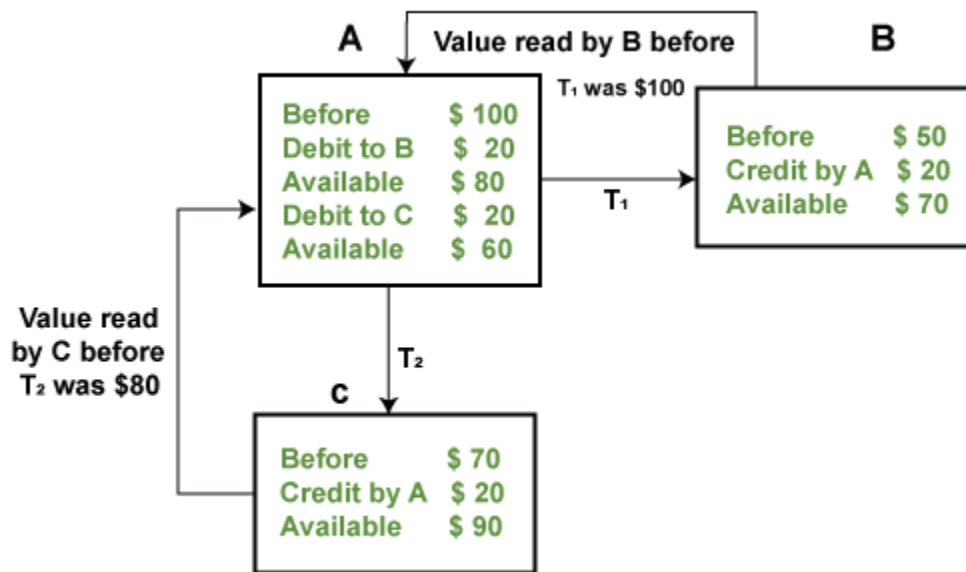 A
Value read by B before
T₁ was $100
B
Before $ 100
Debit to B $ 20
Available $ 80
Debit to C $ 20
Available $ 60
T₁
Before $ 50
Credit by A $ 20
Available $ 70
Value read
by C before
T₂ was $80
T₂
c
Before $ 70
Credit by A $ 20
Available $ 90